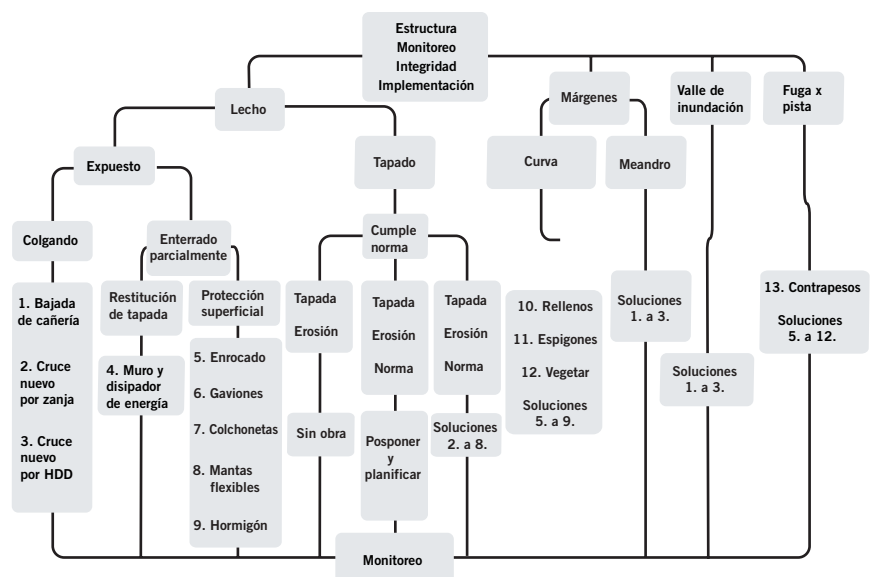 Estructura
Monitoreo
Integridad
Implementación
Lecho
Márgenes
Valle de
inundación
Fuga x
pista
Expuesto
Tapado
Curva
Meandro
Colgando
Enterrado
parcialmente
Cumple
norma
1. Bajada
de cañería
2. Cruce
nuevo
por zanja
3. Cruce
nuevo
por HDD
Restitución
de tapada
4. Muro y
disipador
de energía
Protección
superficial
5. Enrocado
6. Gaviones
7. Colchonetas
8. Mantas
flexibles
9. Hormigón
Tapada
Erosión
Sin obra
Tapada
Erosión
Norma
Posponer
y
planificar
Tapada
Erosión
Norma
Soluciones
2. a 8.
10. Rellenos
11. Espigones
12. Vegetar
Soluciones
5. a 9.
Soluciones
1. a 3.
Soluciones
1. a 3.
13. Contrapesos
Soluciones
5. a 12.
Monitoreo